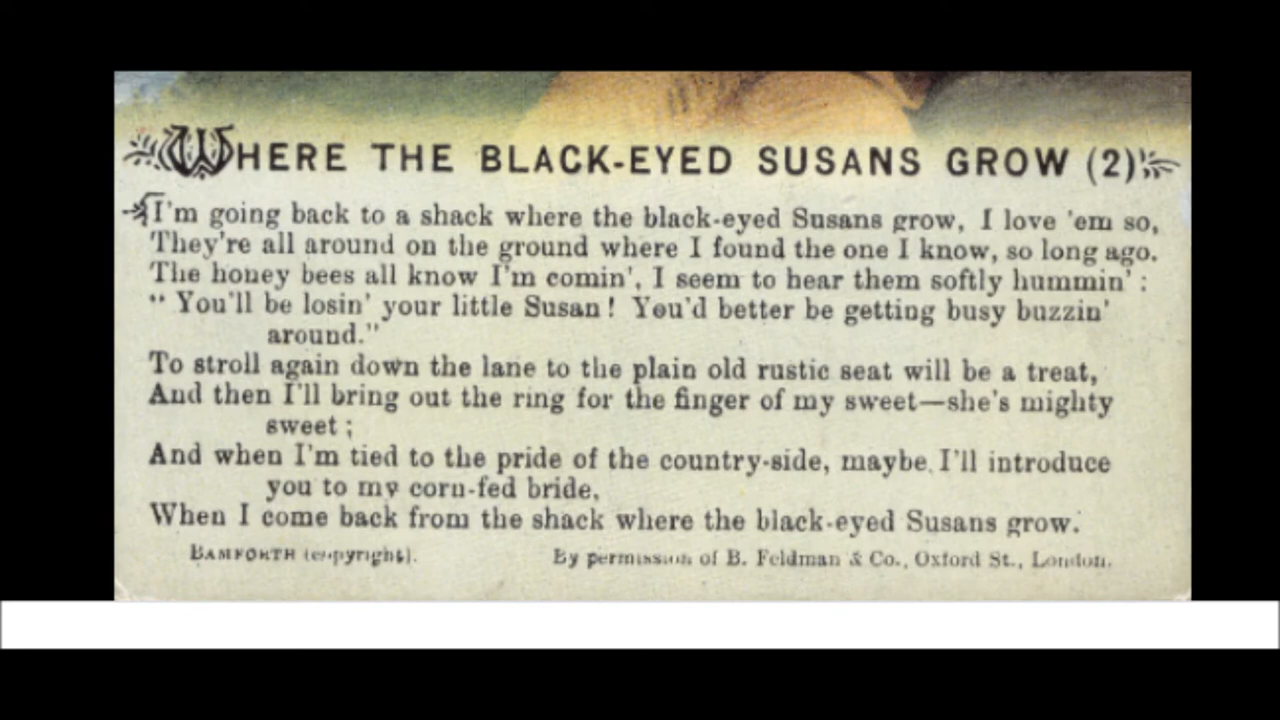 WHERE THE BLACK-EYED SUSANS GROW (2)
I'm going back to a shack where the black-eyed Susans grow, I love 'em so,
They're all around on the ground where I found the one I know, so long ago.
The honey bees all know I'm comin', I seem to hear them softly hummin' :
" You'll be losin' your little Susan! You'd better be getting busy buzzin'
around."
To stroll again down the lane to the plain old rustic seat will be a treat,
And then I'll bring out the ring for the finger of my sweet—she's mighty
sweet ;
And when I'm tied to the pride of the country-side, maybe I'll introduce
you to my corn-fed bride,
When I come back from the shack where the black-eyed Susans grow.
BAMFORTH (copyright). By permission of B. Feldman & Co., Oxford St., London.